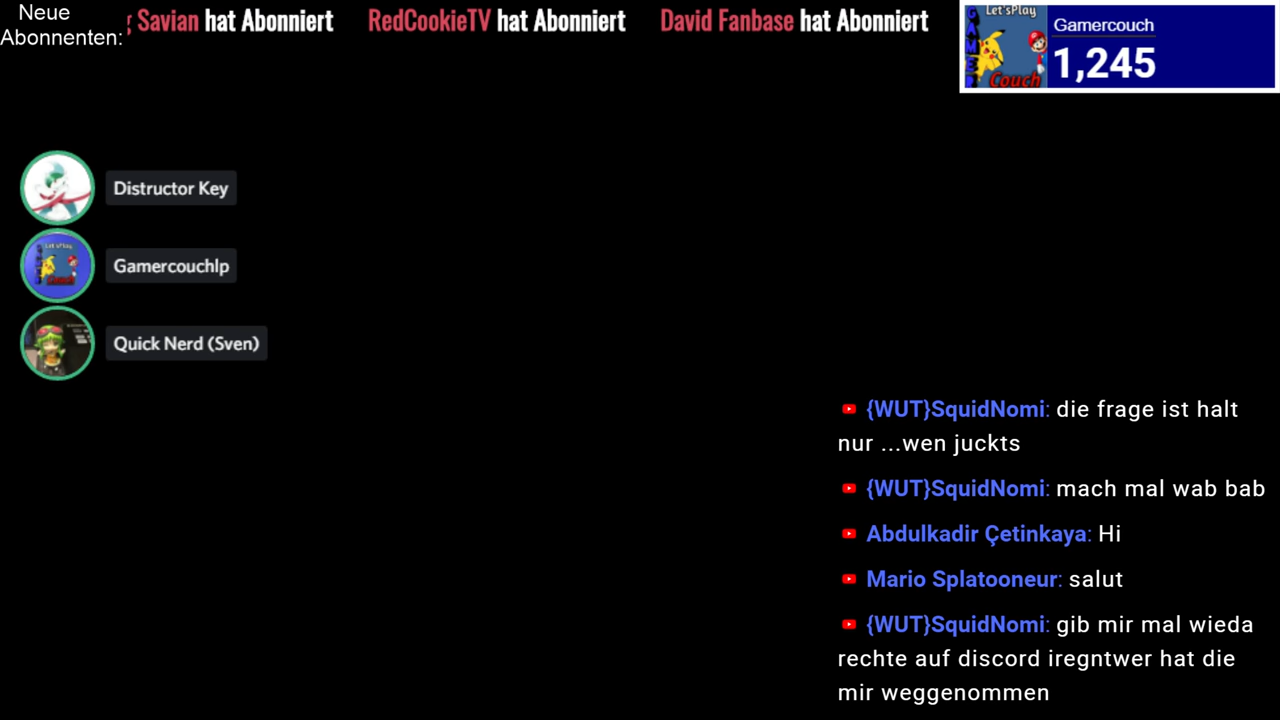 Neue
Abonnenten:
Savian hat Abonniert
RedCookieTV hat Abonniert
David Fanbase hat Abonniert
Let'sPlay
GAMER
Couch
Gamercouch
1,245
Distructor Key
Let'sPlay
Gamercouchlp
Quick Nerd (Sven)
{WUT}SquidNomi: die frage ist halt
nur ...wen juckts
{WUT}SquidNomi: mach mal wab bab
Abdulkadir Çetinkaya: Hi
Mario Splatooneur: salut
{WUT}SquidNomi: gib mir mal wieda
rechte auf discord iregntwer hat die
mir weggenommen